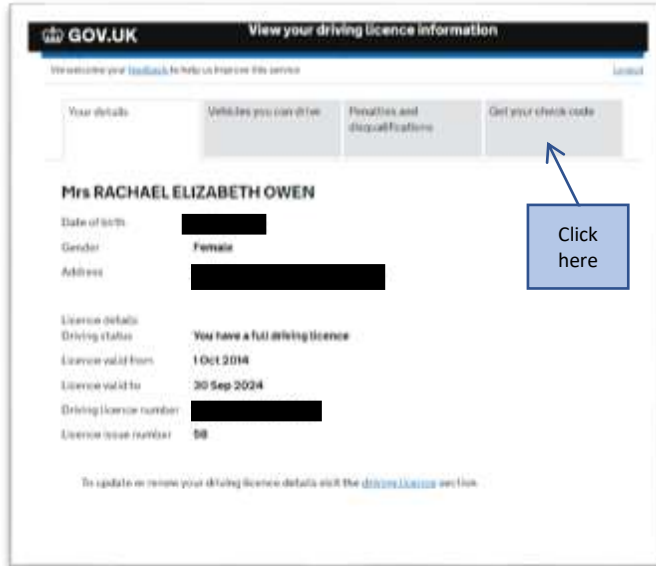 GOV.UK
View your driving licence information
We welcome your feedback to help us improve this service
Logout
Your details
Vehicles you can drive
Penalties and
disqualifications
Get your check code
Mrs RACHAEL ELIZABETH OWEN
Date of birth
Gender Female
Address
Click
here
Licence details
Driving status You have a full driving licence
Licence valid from 1 Oct 2014
Licence valid to 30 Sep 2024
Driving licence number
Licence issue number
To update or renew your driving licence details visit the driving licence section